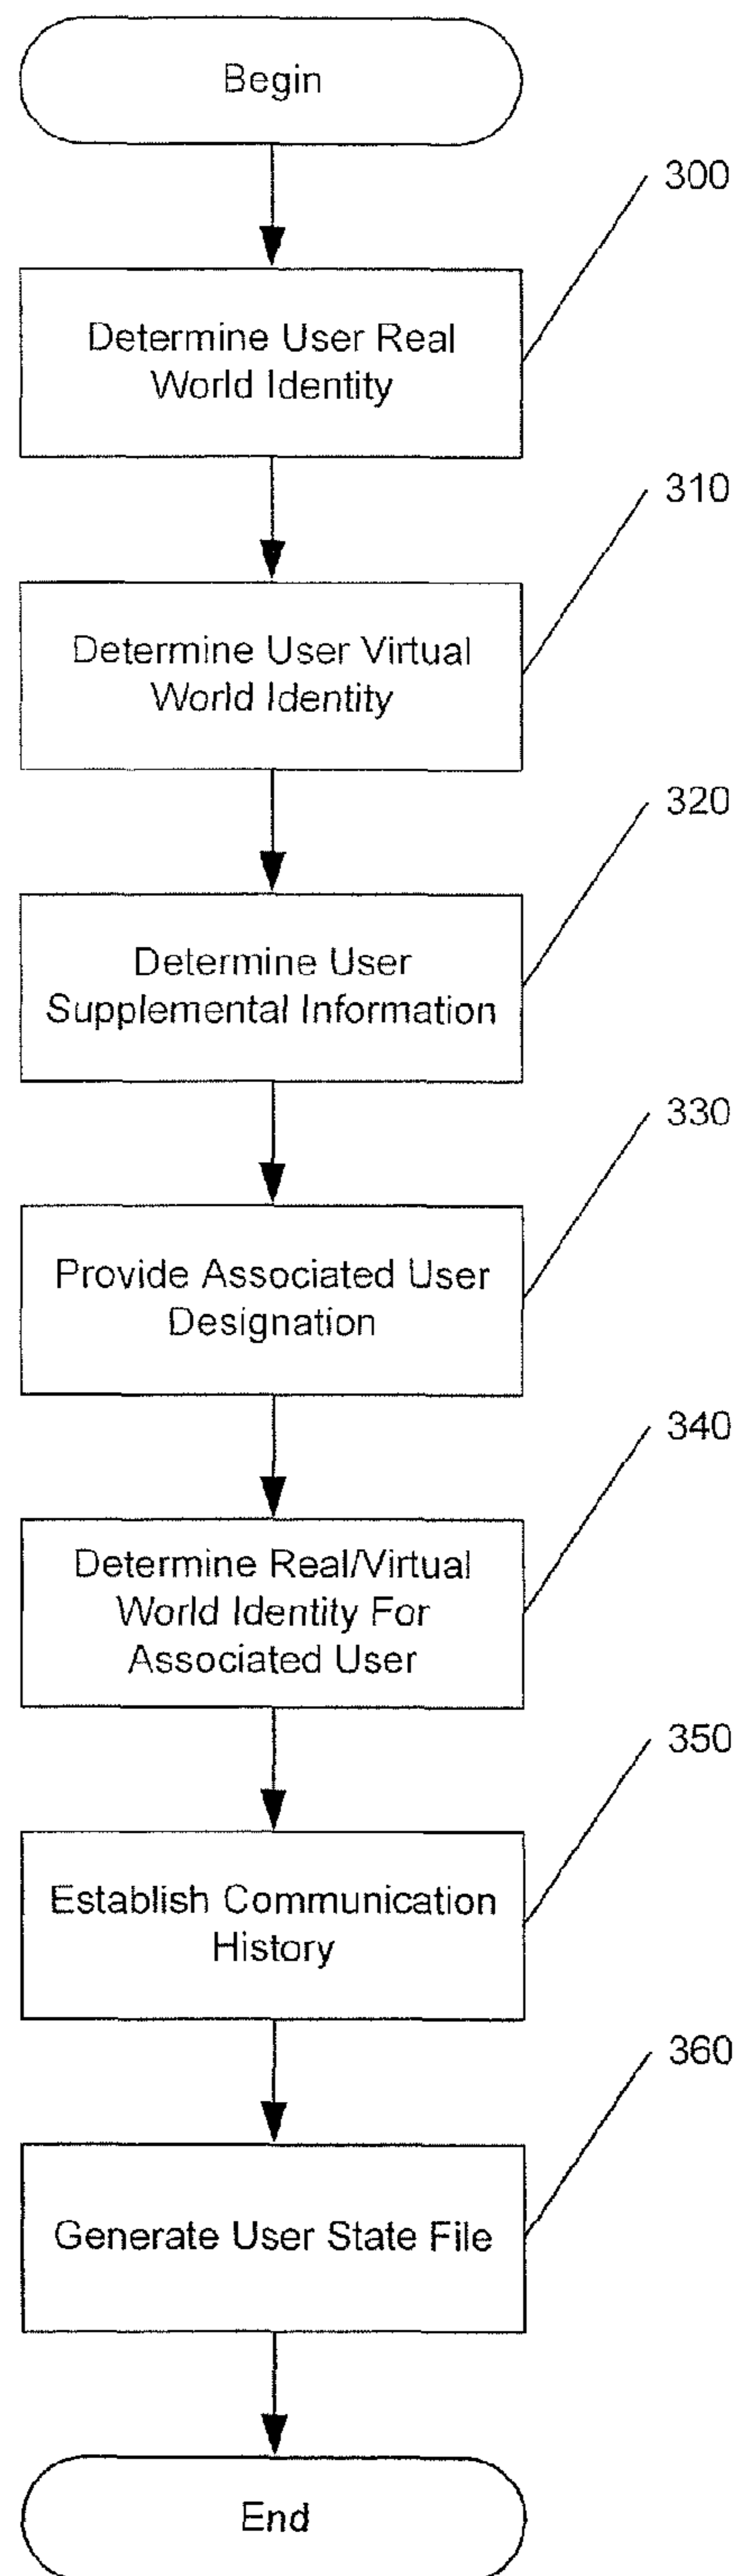 Begin
300
Determine User Real
World Identity
310
Determine User Virtual
World Identity
320
Determine User
Supplemental Information
330
Provide Associated User
Designation
340
Determine Real/Virtual
World Identity For
Associated User
350
Establish Communication
History
360
Generate User State File
End